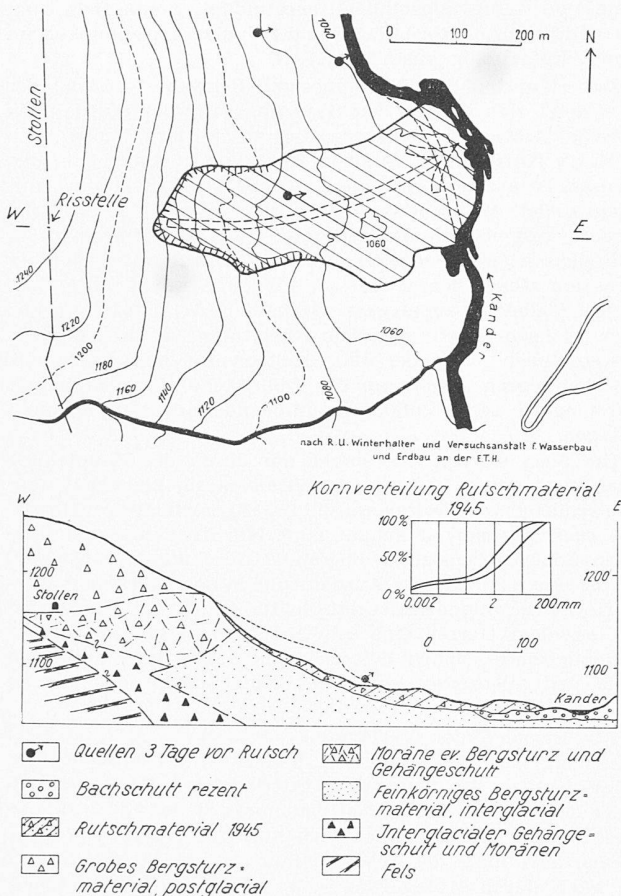 1040
0 100 200 m
N
Stollen
Risstelle
W
E
1060
1240
1220
1200
1180
1160
1140
1120
1100
1080
1060
Kander
nach R. U. Winterhalter und Versuchsanstalt f. Wasserbau
und Erdbau an der E.T.H.
Kornverteilung Rutschmaterial
1945
W
E
100%
50%
0%
0.002 2 200mm
1200
1200
Stollen
0 100
1100
1100
Kander
?
?
Quellen 3 Tage vor Rutsch
Bachschutt rezent
Rutschmaterial 1945
Grobes Bergsturz=
material, postglacial
Moräne ev. Bergsturz und
Gehängeschutt
Feinkörniges Bergsturz=
material, interglacial
Interglacialer Gehänge=
schutt und Moränen
Fels